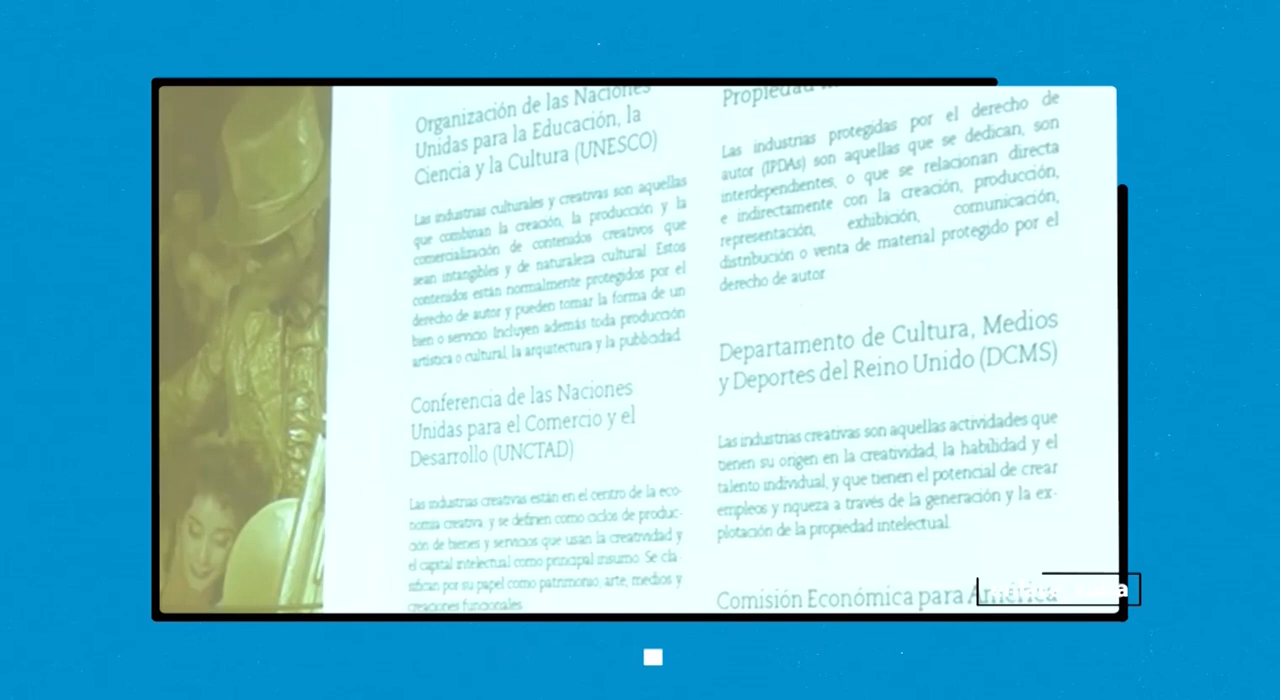 Organización de las Naciones
Unidas para la Educación, la
Ciencia y la Cultura (UNESCO)
Las industrias culturales y creativas son aquellas
que combinan la creación, la producción y la
comercialización de contenidos creativos que
sean intangibles y de naturaleza cultural. Estos
contenidos están normalmente protegidos por el
derecho de autor y pueden tomar la forma de un
bien o servicio. Incluyen además toda producción
artística o cultural, la arquitectura y la publicidad.
Conferencia de las Naciones
Unidas para el Comercio y el
Desarrollo (UNCTAD)
Las industrias creativas están en el centro de la eco-
nomía creativa, y se definen como ciclos de produc-
ción de bienes y servicios que usan la creatividad y
el capital intelectual como principal insumo. Se cla-
sifican por su papel como patrimonio, arte, medios y
creaciones funcionales.
Propiedad
Las industrias protegidas por el derecho de
autor (IPDAs) son aquellas que se dedican, son
interdependientes, o que se relacionan directa
e indirectamente con la creación, producción,
representación, exhibición, comunicación,
distribución o venta de material protegido por el
derecho de autor.
Departamento de Cultura, Medios
y Deportes del Reino Unido (DCMS)
Las industrias creativas son aquellas actividades que
tienen su origen en la creatividad, la habilidad y el
talento individual, y que tienen el potencial de crear
empleos y riqueza a través de la generación y la ex-
plotación de la propiedad intelectual.
Comisión Económica para América